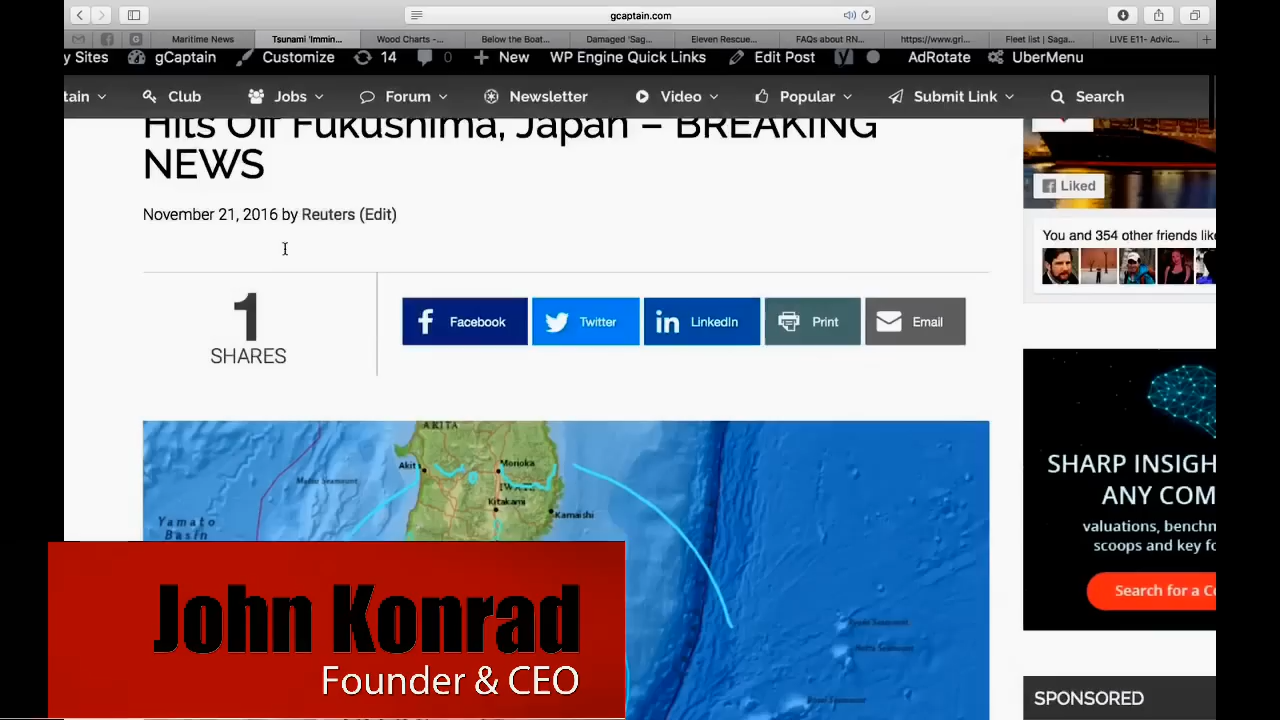 gcaptain.com
Maritime News
Tsunami 'Immin...
Wood Charts -...
Below the Boat...
Damaged 'Sag...
Eleven Rescue...
FAQs about RN...
https://www.gri...
Fleet list | Saga...
LIVE E11- Advic...
y Sites
gCaptain
Customize
14
0
New
WP Engine Quick Links
Edit Post
AdRotate
UberMenu
tain
Club
Jobs
Forum
Newsletter
Video
Popular
Submit Link
Search
Hits Off Fukushima, Japan – BREAKING
NEWS
November 21, 2016 by Reuters (Edit)
Liked
You and 354 other friends like
1
SHARES
Facebook
Twitter
LinkedIn
Print
Email
AKITA
Akit
Morioka
Kitakami
Kamaishi
Yamato
Basin
SHARP INSIGH
ANY COM
valuations, benchm
scoops and key fo
Search for a Co
SPONSORED
John Konrad
Founder & CEO